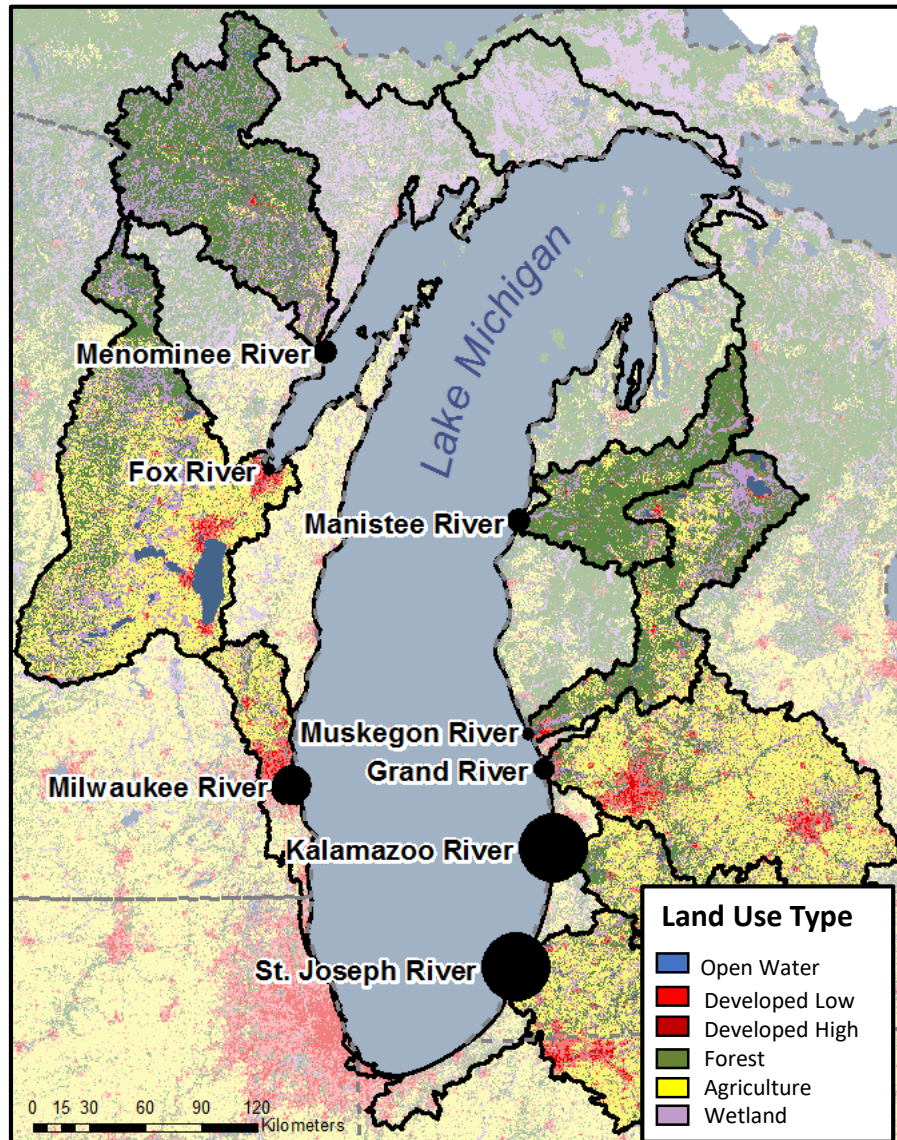 Lake Michigan
Menominee River
Fox River
Manistee River
Muskegon River
Grand River
Milwaukee River
Kalamazoo River
St. Joseph River
Land Use Type
Open Water
Developed Low
Developed High
Forest
Agriculture
Wetland
0 15 30 60 90 120
Kilometers